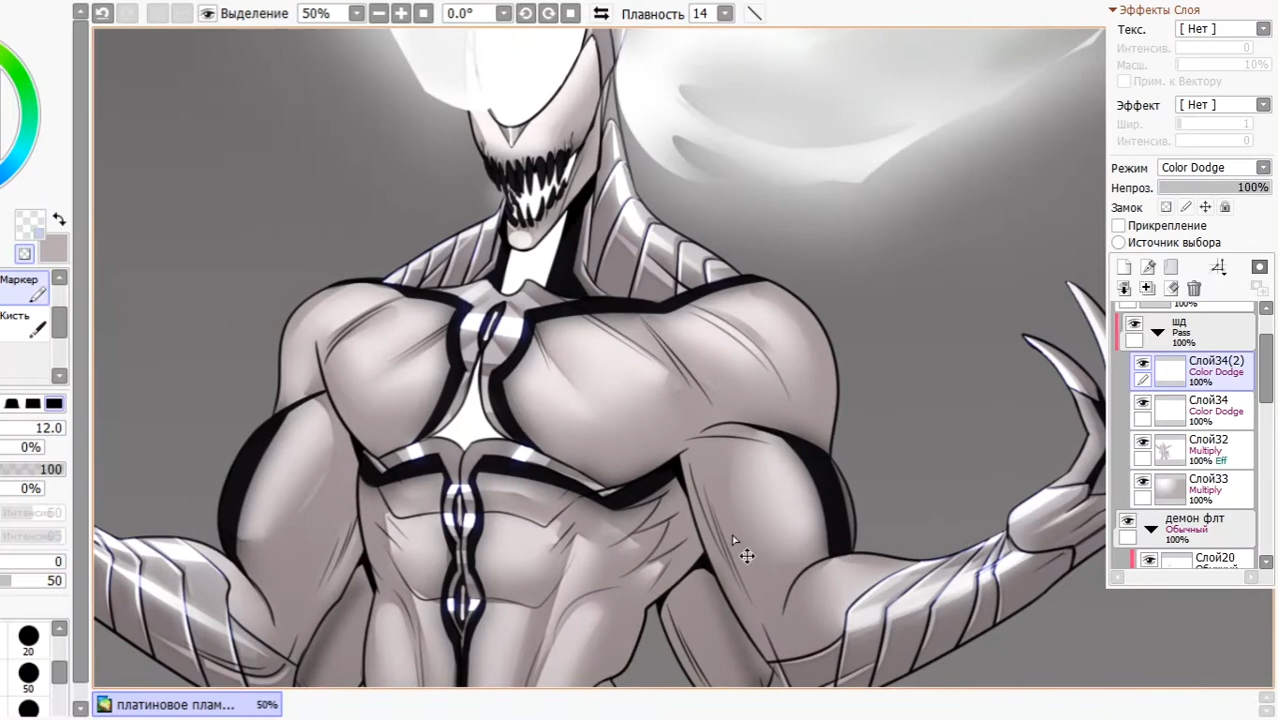 Выделение
50%
0.0°
Плавность
14
Эффекты Слоя
Текс.
[ Нет ]
Интенсив.
0
Масш.
10%
Прим. к Вектору
Эффект
[ Нет ]
Шир.
1
Интенсив.
0
Режим
Color Dodge
Непроз.
100%
Замок
Прикрепление
Источник выбора
100%
шд
Pass
100%
Слой34(2)
Color Dodge
100%
Слой34
Color Dodge
100%
Слой32
Multiply
100% Eff
Слой33
Multiply
100%
демон флт
Обычный
100%
Слой20
Маркер
Кисть
12.0
0%
100
0%
0
50
20
50
платиновое плам...
50%